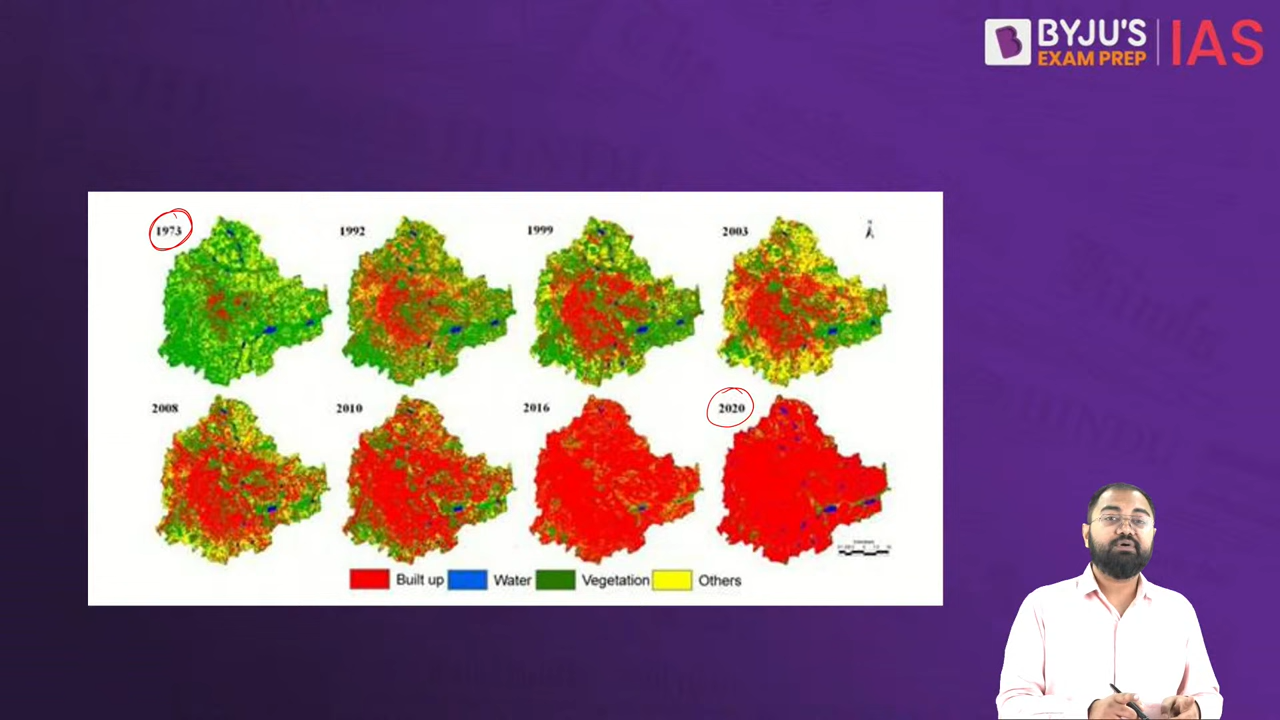 BYJU'S
EXAM PREP
IAS
1973
1992
1999
2003
2008
2010
2016
2020
Built up
Water
Vegetation
Others